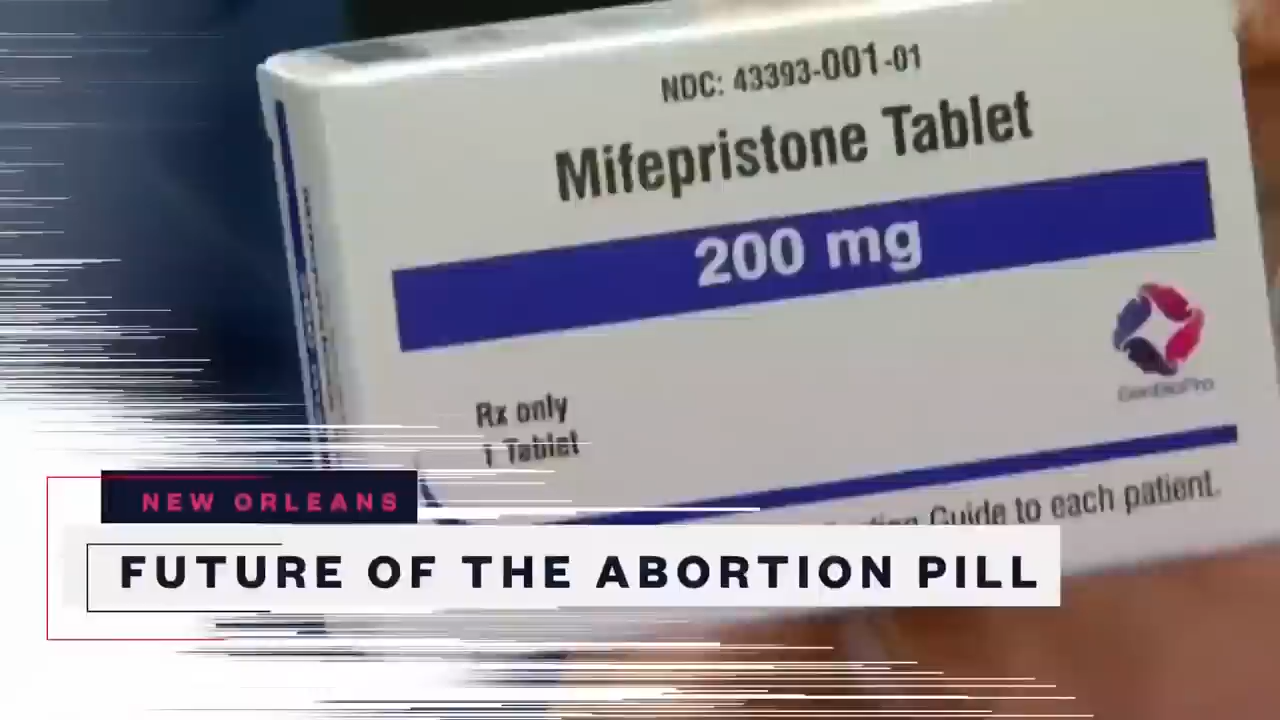 NDC: 43393-001-01
Mifepristone Tablet
200 mg
GenBioPro
Rx only
1 Tablet
Guide to each patient.
NEW ORLEANS
FUTURE OF THE ABORTION PILL